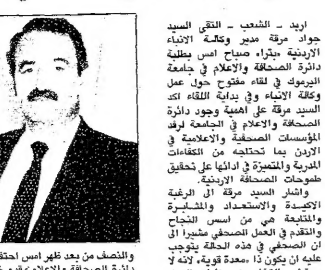 اربد - الشعب - التقى السيد
جواد مرقة مدير وكالة الانباء
الاردنية «بترا» صباح امس بطلبة
دائرة الصحافة والاعلام في جامعة
اليرموك في لقاء مفتوح حول عمل
وكالة الانباء وفي بداية اللقاء اكد
السيد مرقة على اهمية وجود دائرة
الصحافة والاعلام في الجامعة لرفد
المؤسسات الصحفية والاعلامية في
الاردن بما تحتاجه من الكفاءات
المدربة والمتميزة في ادائها على تحقيق
طموحات الصحافة الاردنية.
واشار السيد مرقة الى الرغبة
الاكيدة والاستعداد والمثابرة
والمتابعة هي من اسس النجاح
والتقدم في العمل الصحفي مشيراً الى
ان الصحفي في هذه الحالة يتوجب
عليه ان يكون ذا «معدة قوية» لانه لا
والنصف من بعد ظهر امس احتف